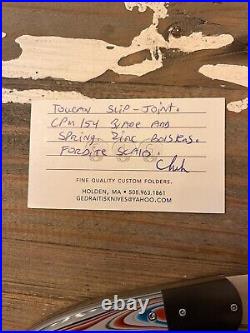 TOUCAN SLIP-JOINT.
CPM 154 BLADE AND
SPRING. ZIRC BOLSTERS.
FORDITE SCALES.
Chuck
FINE QUALITY CUSTOM FOLDERS.
HOLDEN, MA • 508.963.1861
GEDRAITISKNIVES@YAHOO.COM